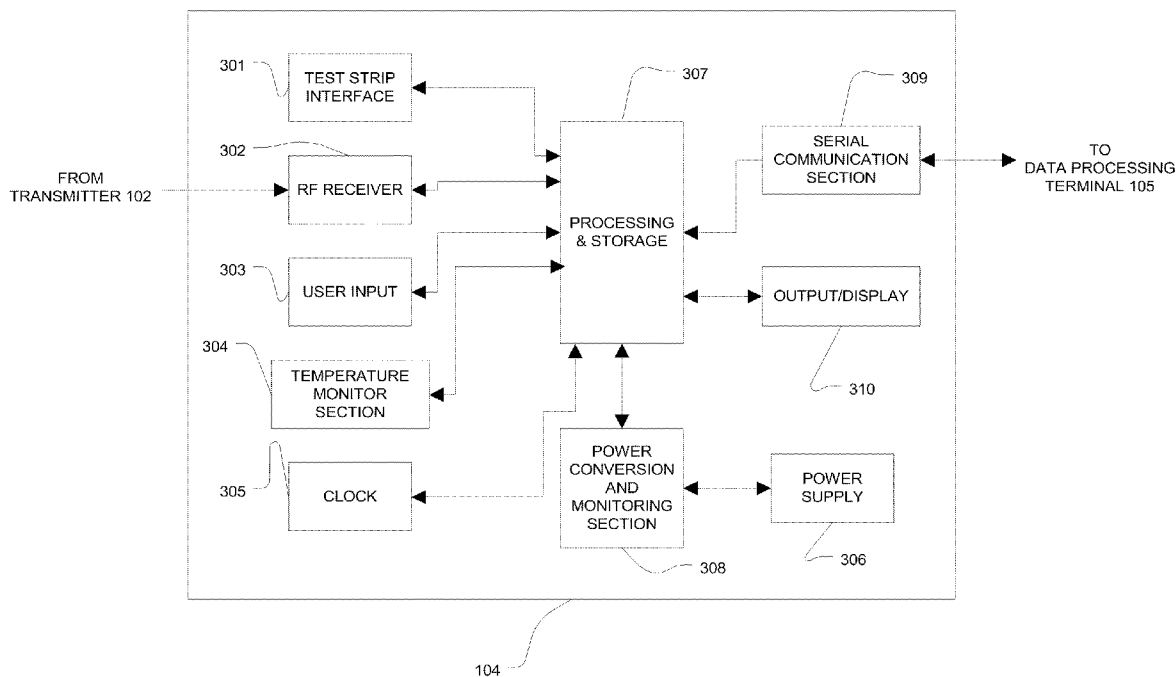 301
TEST STRIP
INTERFACE
307
309
302
SERIAL
COMMUNICATION
SECTION
FROM
TRANSMITTER 102
RF RECEIVER
TO
DATA PROCESSING
TERMINAL 105
PROCESSING
& STORAGE
303
USER INPUT
OUTPUT/DISPLAY
304
TEMPERATURE
MONITOR
SECTION
310
POWER
CONVERSION
AND
MONITORING
SECTION
POWER
SUPPLY
305
CLOCK
308
306
104